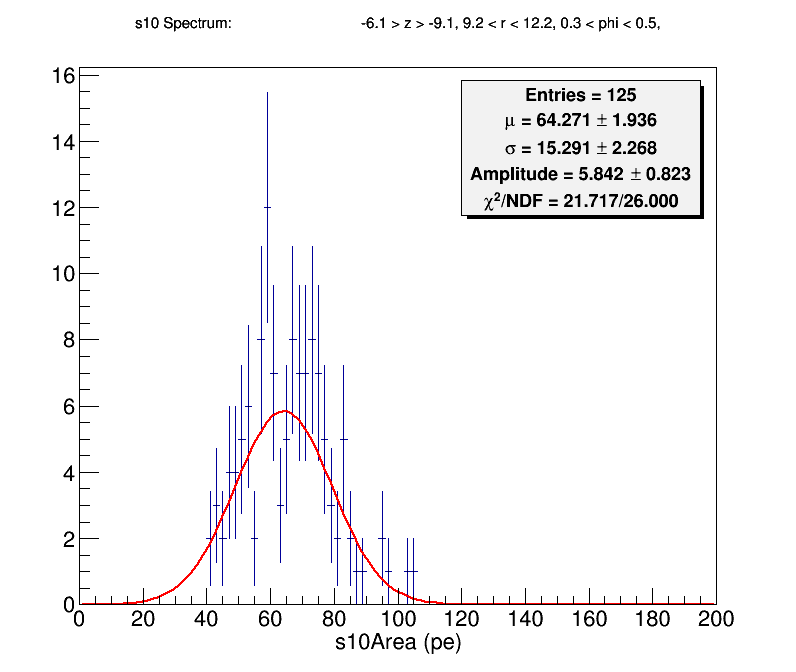 s10 Spectrum: -6.1 > z > -9.1, 9.2 < r < 12.2, 0.3 < phi < 0.5,
Entries = 125
μ = 64.271 ± 1.936
σ = 15.291 ± 2.268
Amplitude = 5.842 ± 0.823
χ²/NDF = 21.717/26.000
16
14
12
10
8
6
4
2
0
0 20 40 60 80 100 120 140 160 180 200
s10Area (pe)